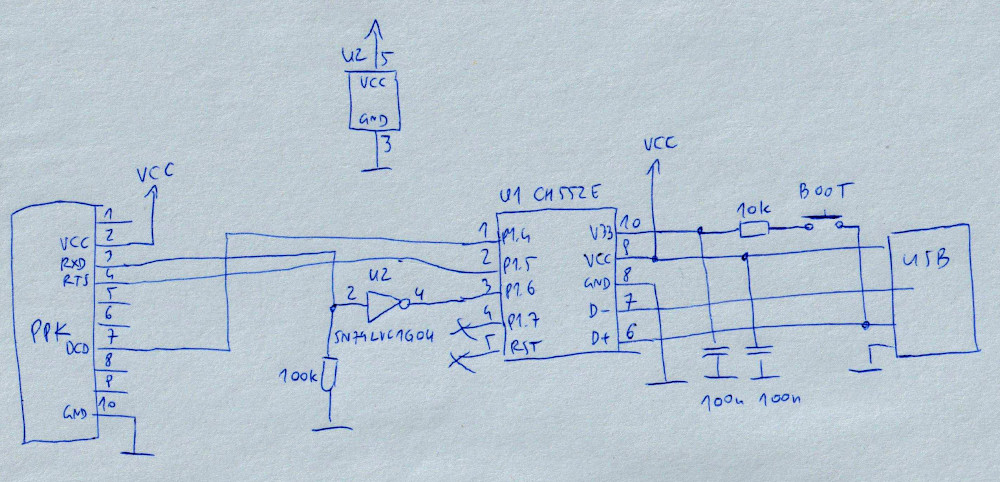 U2 5
VCC
GND
3
VCC
1
2
VCC
3
RXD
4
RTS
5
6
PPK
7
DCD
8
9
10
GND
100k
U2
2 4
SN74LVC1G04
U1 CH552E
1 P1.4
2 P1.5
3 P1.6
4 P1.7
5 RST
V33 10
VCC 9
GND 8
D- 7
D+ 6
VCC
10k
BOOT
USB
100n 100n